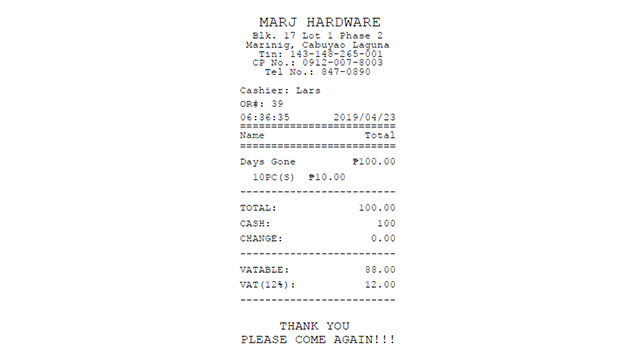 MARJ HARDWARE
Blk. 17 Lot 1 Phase 2
Marinig, Cabuyao Laguna
Tin: 143-148-265-001
CP No.: 0912-007-8003
Tel No.: 847-0890
Cashier: Lars
OR#: 39
06:36:35 2019/04/23
=========================
Name Total
=========================
Days Gone ₱100.00
10PC(S) ₱10.00
-------------------------
TOTAL: 100.00
CASH: 100
CHANGE: 0.00
-------------------------
VATABLE: 88.00
VAT(12%): 12.00
-------------------------
THANK YOU
PLEASE COME AGAIN!!!